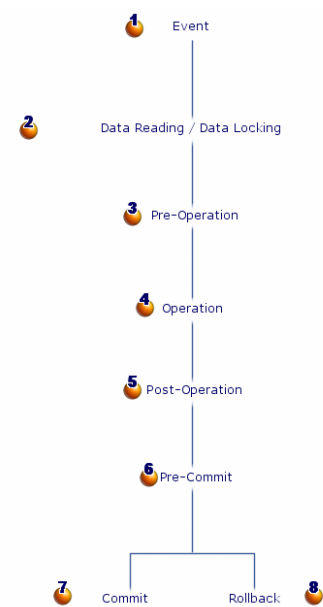 1 Event
2 Data Reading / Data Locking
3 Pre-Operation
4 Operation
5 Post-Operation
6 Pre-Commit
7 Commit Rollback 8